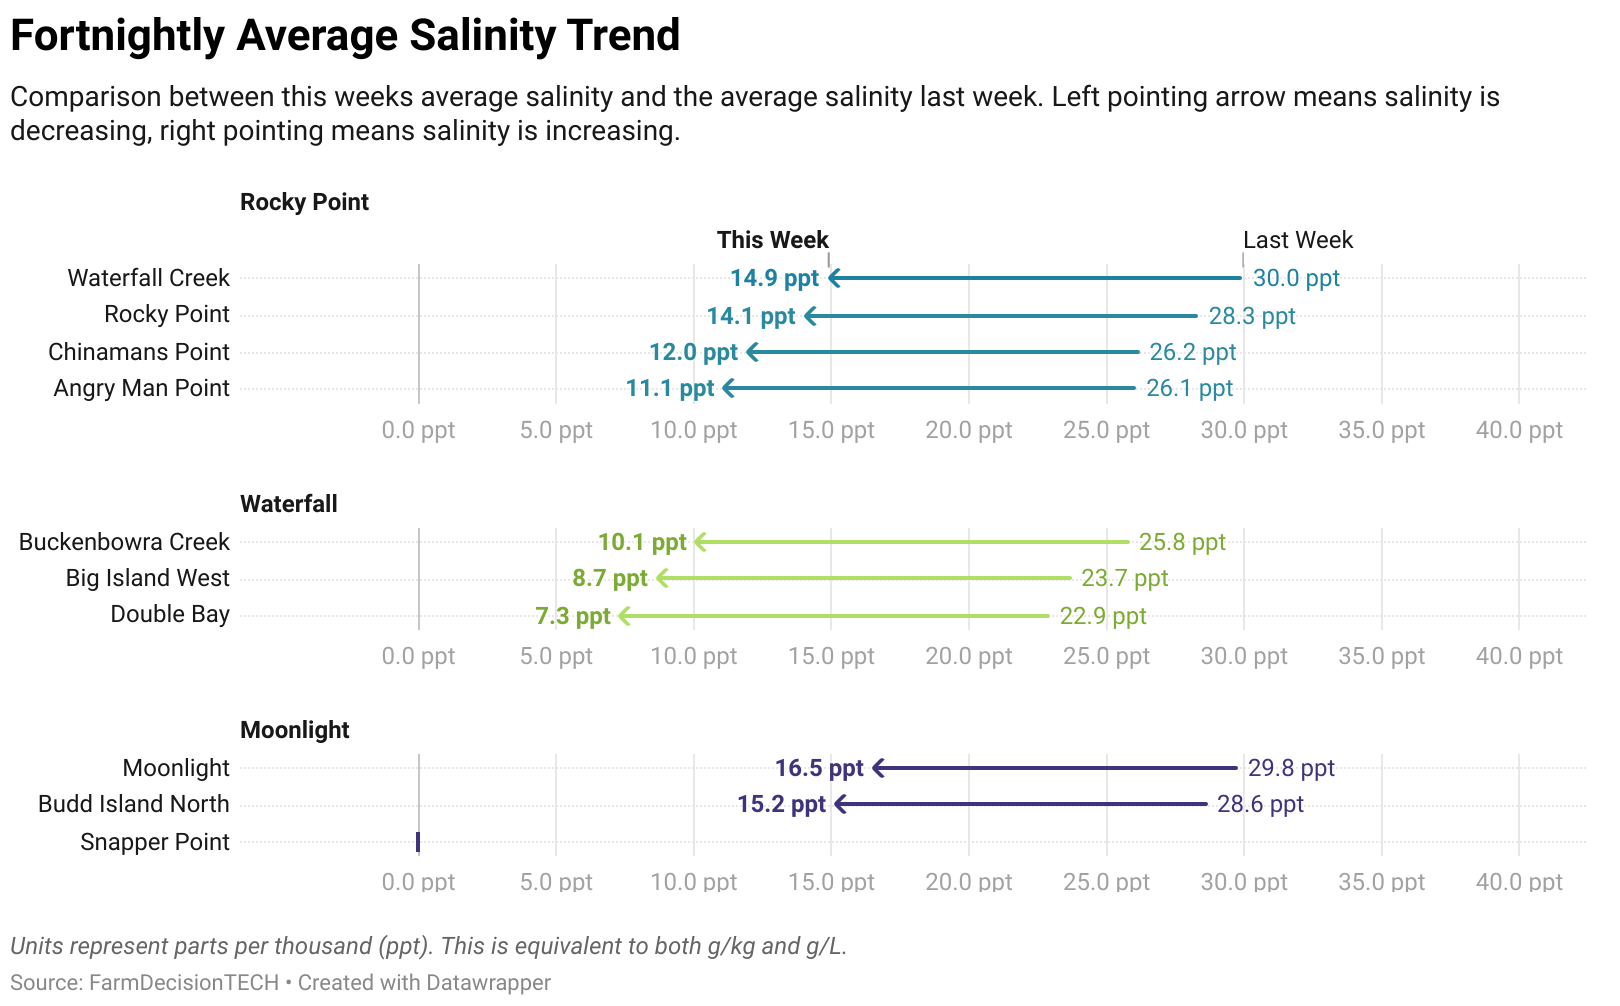 Fortnightly Average Salinity Trend
Comparison between this weeks average salinity and the average salinity last week. Left pointing arrow means salinity is
decreasing, right pointing means salinity is increasing.
Rocky Point
This Week Last Week
Waterfall Creek 14.9 ppt 30.0 ppt
Rocky Point 14.1 ppt 28.3 ppt
Chinamans Point 12.0 ppt 26.2 ppt
Angry Man Point 11.1 ppt 26.1 ppt
0.0 ppt 5.0 ppt 10.0 ppt 15.0 ppt 20.0 ppt 25.0 ppt 30.0 ppt 35.0 ppt 40.0 ppt
Waterfall
Buckenbowra Creek 10.1 ppt 25.8 ppt
Big Island West 8.7 ppt 23.7 ppt
Double Bay 7.3 ppt 22.9 ppt
0.0 ppt 5.0 ppt 10.0 ppt 15.0 ppt 20.0 ppt 25.0 ppt 30.0 ppt 35.0 ppt 40.0 ppt
Moonlight
Moonlight 16.5 ppt 29.8 ppt
Budd Island North 15.2 ppt 28.6 ppt
Snapper Point
0.0 ppt 5.0 ppt 10.0 ppt 15.0 ppt 20.0 ppt 25.0 ppt 30.0 ppt 35.0 ppt 40.0 ppt
Units represent parts per thousand (ppt). This is equivalent to both g/kg and g/L.
Source: FarmDecisionTECH • Created with Datawrapper